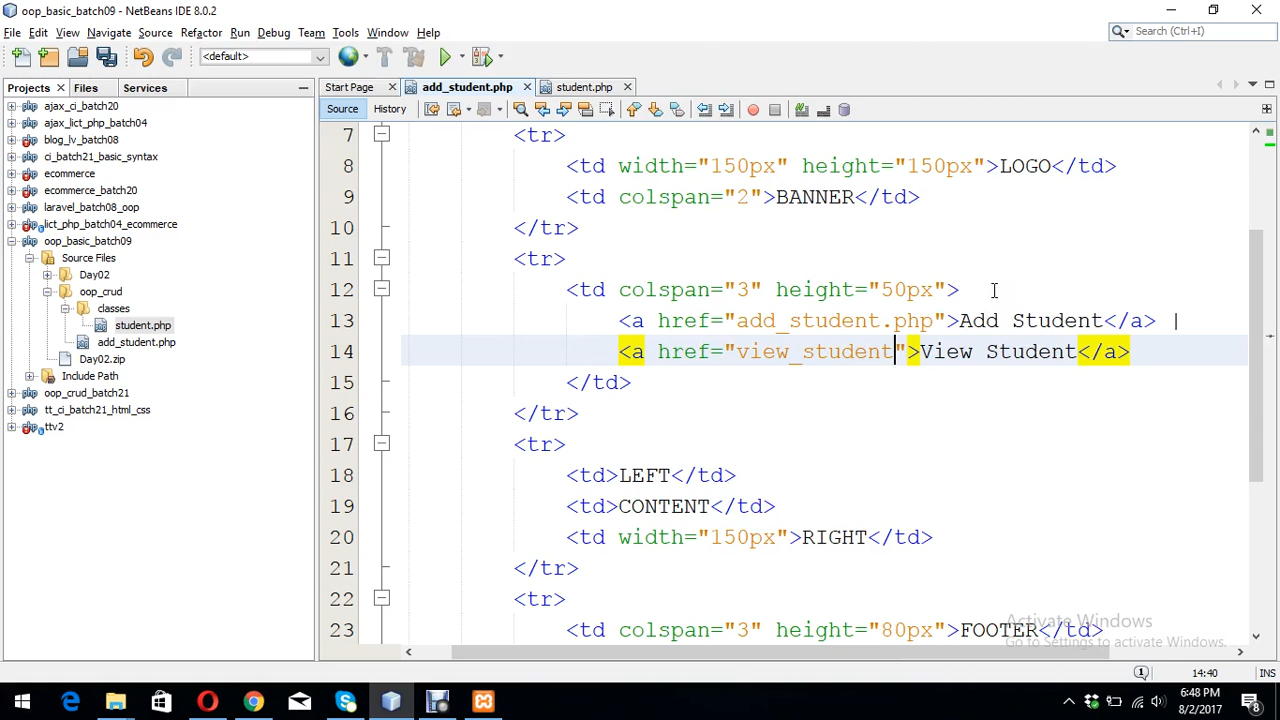 oop_basic_batch09 - NetBeans IDE 8.0.2
File Edit View Navigate Source Refactor Run Debug Team Tools Window Help
Search (Ctrl+I)
<default>
Projects Files Services
Start Page add_student.php student.php
Source History
ajax_ci_batch20
ajax_lict_php_batch04
blog_lv_batch08
ci_batch21_basic_syntax
ecommerce
ecommerce_batch20
laravel_batch08_oop
lict_php_batch04_ecommerce
oop_basic_batch09
Source Files
Day02
oop_crud
classes
student.php
add_student.php
Day02.zip
Include Path
oop_crud_batch21
tt_ci_batch21_html_css
ttv2
7 <tr>
8 <td width="150px" height="150px">LOGO</td>
9 <td colspan="2">BANNER</td>
10 </tr>
11 <tr>
12 <td colspan="3" height="50px">
13 <a href="add_student.php">Add Student</a> |
14 <a href="view_student">View Student</a>
15 </td>
16 </tr>
17 <tr>
18 <td>LEFT</td>
19 <td>CONTENT</td>
20 <td width="150px">RIGHT</td>
21 </tr>
22 <tr>
23 <td colspan="3" height="80px">FOOTER</td>
Activate Windows
Go to Settings to activate Windows.
1 14:40 INS
6:48 PM
8/2/2017
8